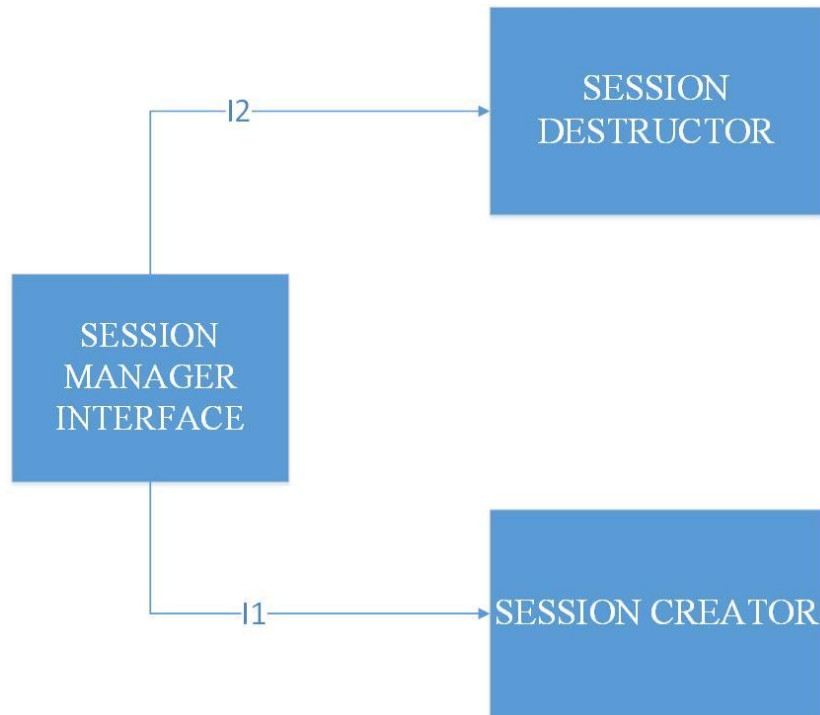 SESSION
DESTRUCTOR
I2
SESSION
MANAGER
INTERFACE
I1
SESSION CREATOR